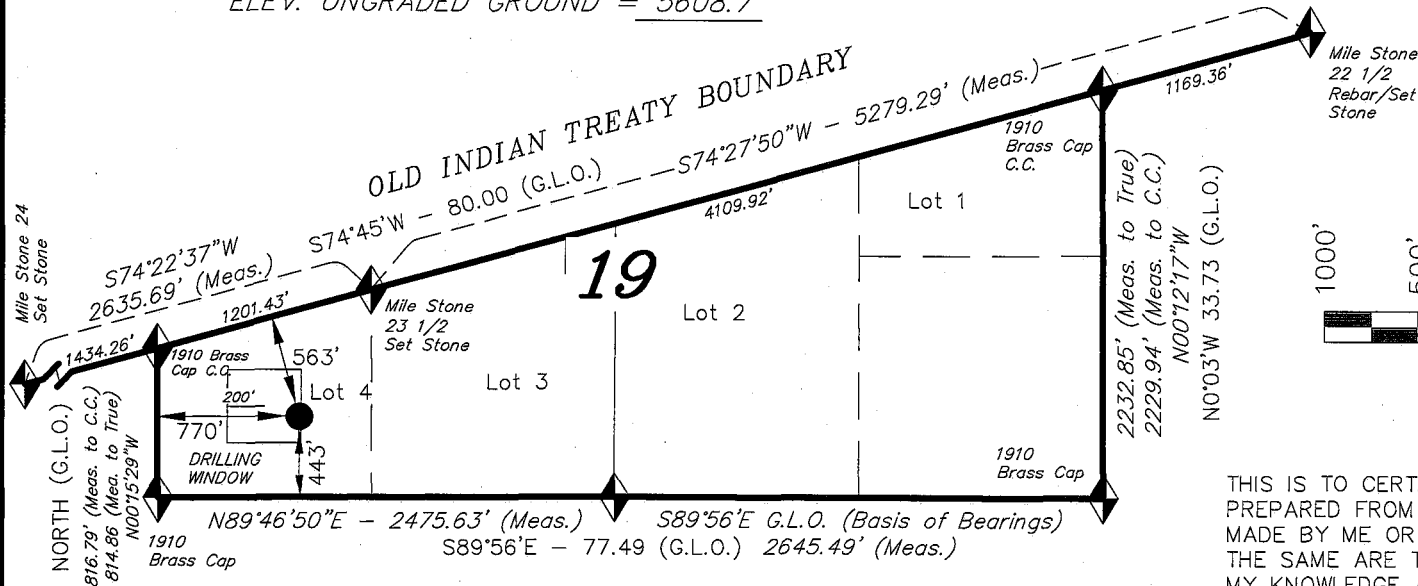 ELEV. UNGRADED GROUND = 5608.7'
OLD INDIAN TREATY BOUNDARY
Mile Stone
22 1/2
Rebar/Set
Stone
1169.36'
S74°27'50"W - 5279.29' (Meas.)
1910
Brass Cap
C.C.
S74°45'W - 80.00 (G.L.O.)
4109.92'
Lot 1
Mile Stone 24
Set Stone
S74°22'37"W
2635.69' (Meas.)
1201.43'
1434.26'
Mile Stone
23 1/2
Set Stone
19
Lot 2
Lot 3
Lot 4
1910 Brass
Cap C.C.
563'
200'
770'
443'
DRILLING
WINDOW
NORTH (G.L.O.)
816.79' (Meas. to C.C.)
814.86 (Mea. to True)
N00°15'29"W
1910
Brass Cap
2232.85' (Meas. to True)
2229.94' (Meas. to C.C.)
N00°12'17"W
N0°03'W 33.73 (G.L.O.)
1910
Brass Cap
N89°46'50"E - 2475.63' (Meas.)
S89°56'E G.L.O. (Basis of Bearings)
S89°56'E - 77.49 (G.L.O.) 2645.49' (Meas.)
1000'
500'
THIS IS TO CERT
PREPARED FROM
MADE BY ME OR
THE SAME ARE T
MY KNOWLEDGE